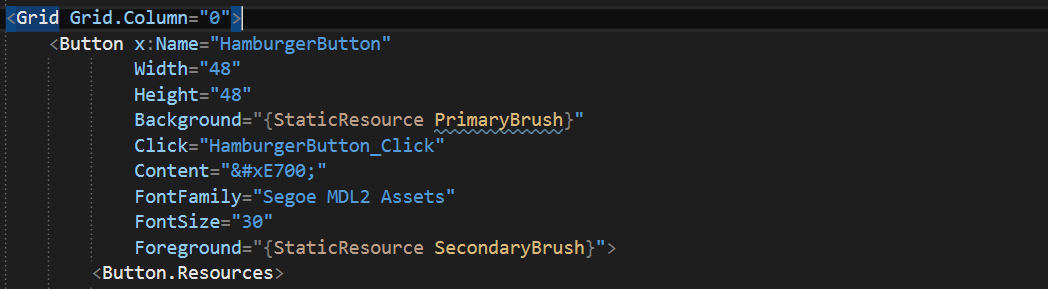 <Grid Grid.Column="0">
<Button x:Name="HamburgerButton"
Width="48"
Height="48"
Background="{StaticResource PrimaryBrush}"
Click="HamburgerButton_Click"
Content="&#xE700;"
FontFamily="Segoe MDL2 Assets"
FontSize="30"
Foreground="{StaticResource SecondaryBrush}">
<Button.Resources>